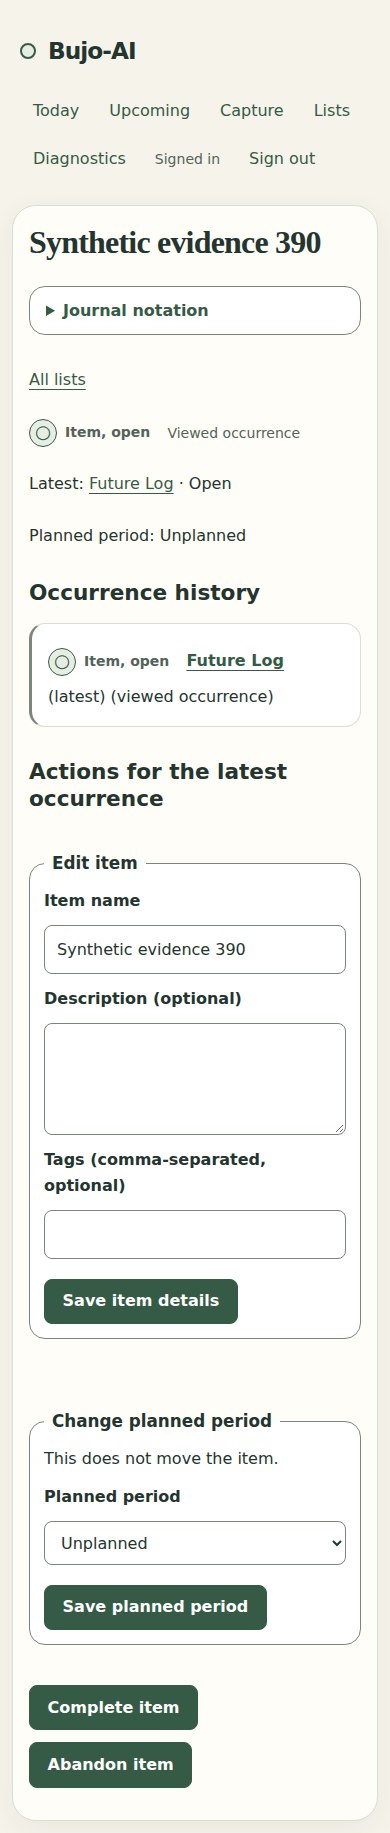 Bujo-AI
Today Upcoming Capture Lists
Diagnostics Signed in Sign out
Synthetic evidence 390
Journal notation
All lists
Item, open Viewed occurrence
Latest: Future Log · Open
Planned period: Unplanned
Occurrence history
Item, open Future Log
(latest) (viewed occurrence)
Actions for the latest
occurrence
Edit item
Item name
Synthetic evidence 390
Description (optional)
Tags (comma-separated,
optional)
Save item details
Change planned period
This does not move the item.
Planned period
Unplanned
Save planned period
Complete item
Abandon item